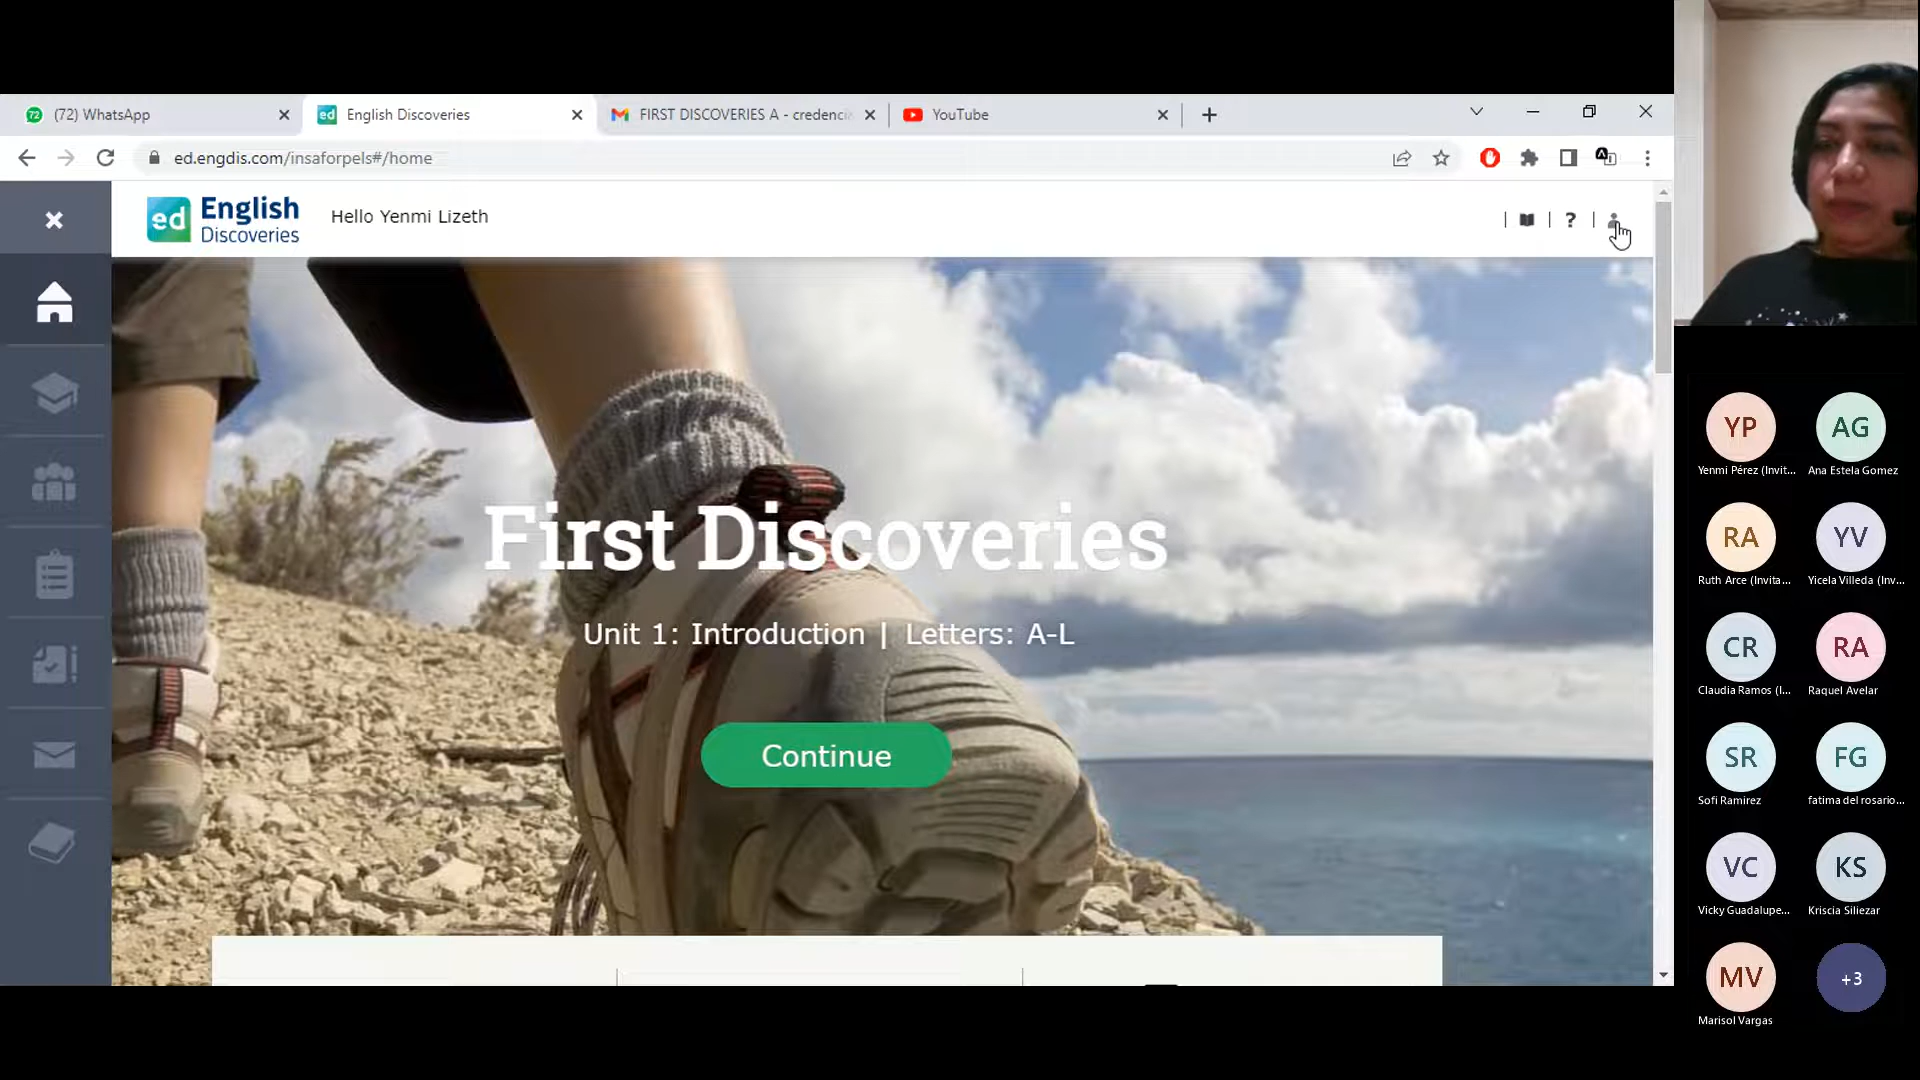 72
(72) WhatsApp
ed
English Discoveries
FIRST DISCOVERIES A - credenci
YouTube
ed.engdis.com/insaforpels#/home
ed
English
Discoveries
Hello Yenmi Lizeth
?
First Discoveries
Unit 1: Introduction | Letters: A-L
Continue
YP
AG
Yenmi Pérez (Invit...
Ana Estela Gomez
RA
YV
Ruth Arce (Invita...
Yicela Villeda (Inv...
CR
RA
Claudia Ramos (I...
Raquel Avelar
SR
FG
Sofi Ramirez
fatima del rosario...
VC
KS
Vicky Guadalupe...
Kriscia Siliezar
MV
+3
Marisol Vargas